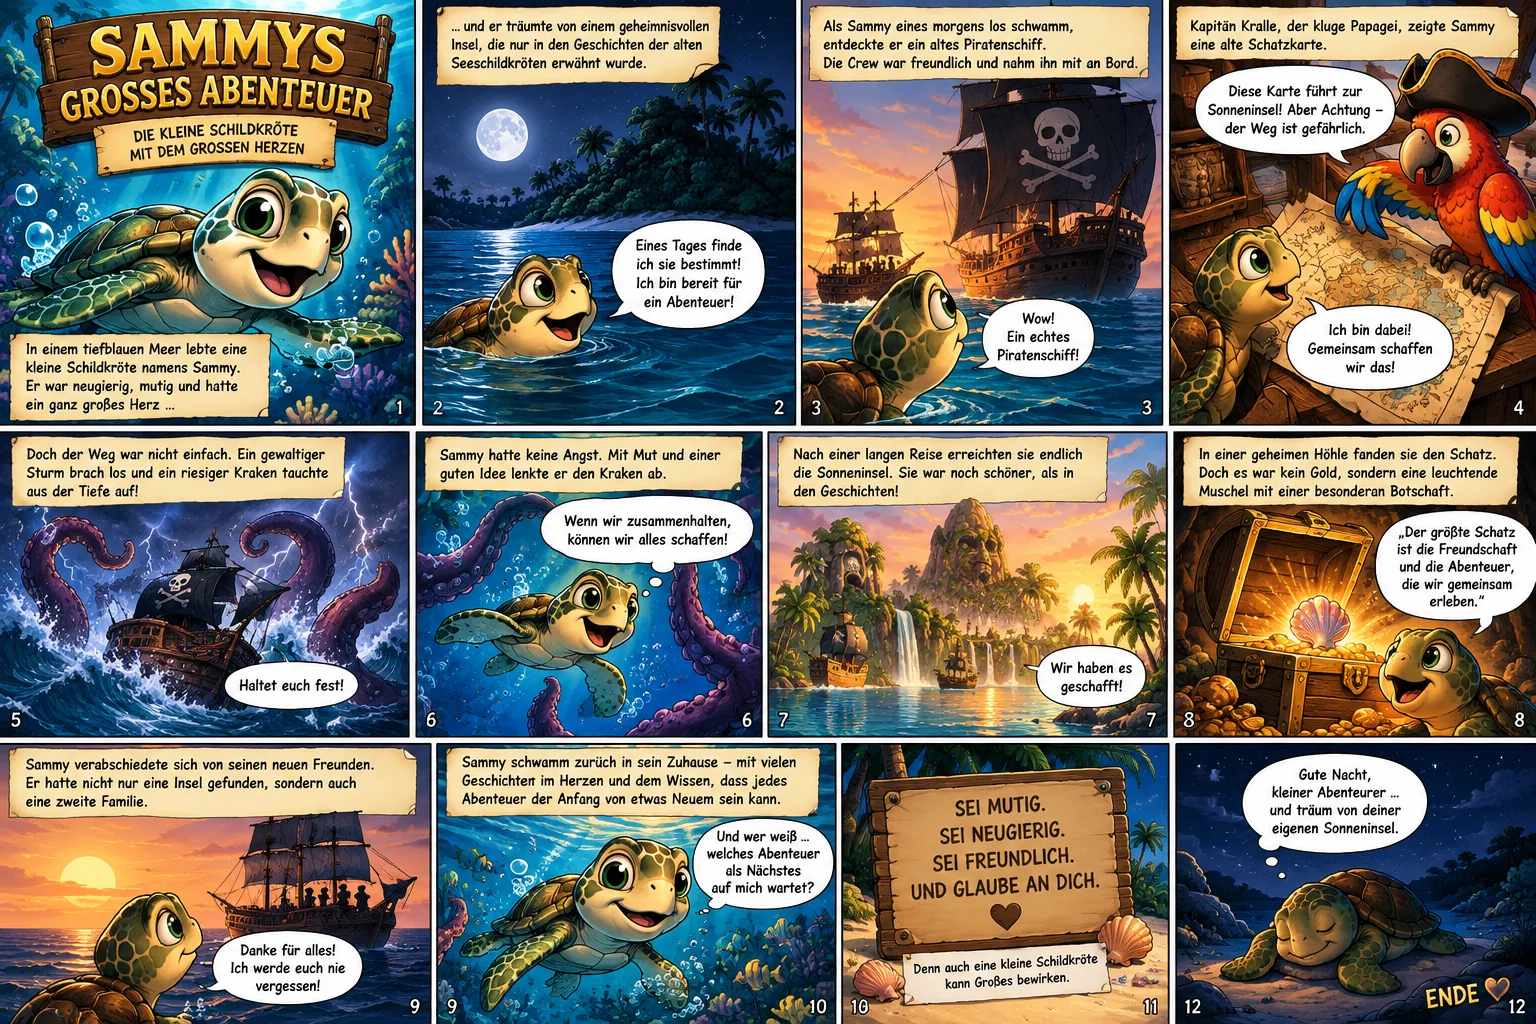 SAMMYS
GROSSES ABENTEUER
DIE KLEINE SCHILDKRÖTE
MIT DEM GROSSEN HERZEN
In einem tiefblauen Meer lebte eine
kleine Schildkröte namens Sammy.
Er war neugierig, mutig und hatte
ein ganz großes Herz ...
1
... und er träumte von einem geheimnisvollen
Insel, die nur in den Geschichten der alten
Seeschildkröten erwähnt wurde.
Eines Tages finde
ich sie bestimmt!
Ich bin bereit für
ein Abenteuer!
2
2
Als Sammy eines morgens los schwamm,
entdeckte er ein altes Piratenschiff.
Die Crew war freundlich und nahm ihn mit an Bord.
Wow!
Ein echtes
Piratenschiff!
3
3
Kapitän Kralle, der kluge Papagei, zeigte Sammy
eine alte Schatzkarte.
Diese Karte führt zur
Sonneninsel! Aber Achtung –
der Weg ist gefährlich.
Ich bin dabei!
Gemeinsam schaffen
wir das!
4
Doch der Weg war nicht einfach. Ein gewaltiger
Sturm brach los und ein riesiger Kraken tauchte
aus der Tiefe auf!
Haltet euch fest!
5
Sammy hatte keine Angst. Mit Mut und einer
guten Idee lenkte er den Kraken ab.
Wenn wir zusammenhalten,
können wir alles schaffen!
6
6
Nach einer langen Reise erreichten sie endlich
die Sonneninsel. Sie war noch schöner, als in
den Geschichten!
Wir haben es
geschafft!
7
7
In einer geheimen Höhle fanden sie den Schatz.
Doch es war kein Gold, sondern eine leuchtende
Muschel mit einer besonderan Botschaft.
„Der größte Schatz
ist die Freundschaft
und die Abenteuer,
die wir gemeinsam
erleben.“
8
8
Sammy verabschiedete sich von seinen neuen Freunden.
Er hatte nicht nur eine Insel gefunden, sondern auch
eine zweite Familie.
Danke für alles!
Ich werde euch nie
vergessen!
9
Sammy schwamm zurück in sein Zuhause – mit vielen
Geschichten im Herzen und dem Wissen, dass jedes
Abenteuer der Anfang von etwas Neuem sein kann.
Und wer weiß ...
welches Abenteuer
als Nächstes
auf mich wartet?
9
10
SEI MUTIG.
SEI NEUGIERIG.
SEI FREUNDLICH.
UND GLAUBE AN DICH.
Denn auch eine kleine Schildkröte
kann Großes bewirken.
10
11
Gute Nacht,
kleiner Abenteurer ...
und träum von deiner
eigenen Sonneninsel.
12
ENDE
12